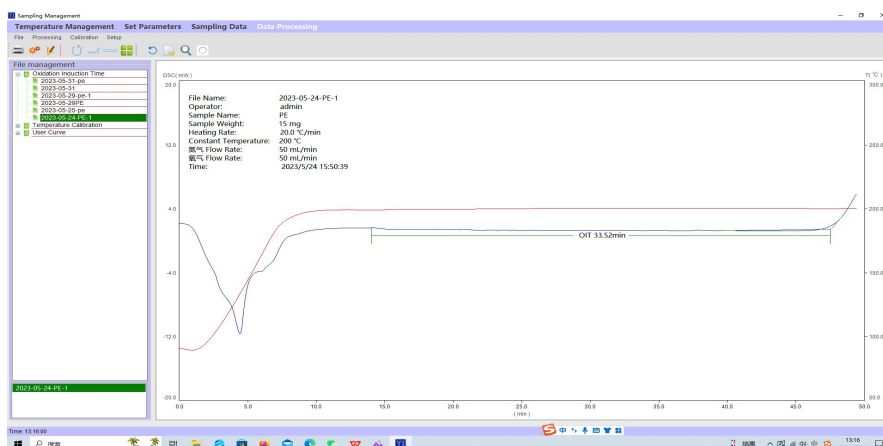 Sampling Management
Temperature Management Set Parameters Sampling Data Data Processing
File Processing Calibration Setup
File management
Oxidation Induction Time
2023-05-31-pe
2023-05-31
2023-05-29-pe-1
2023-05-29PE
2023-05-25-pe
2023-05-24-PE-1
Temperature Calibration
User Curve
2023-05-24-PE-1
DSC( mW ) T( ℃ )
File Name: 2023-05-24-PE-1
Operator: admin
Sample Name: PE
Sample Weight: 15 mg
Heating Rate: 20.0 ℃/min
Constant Temperature: 200 ℃
氮气 Flow Rate: 50 mL/min
氧气 Flow Rate: 50 mL/min
Time: 2023/5/24 15:50:39
20.0 300.0
12.0 250.0
4.0 200.0
OIT 33.52min
-4.0 150.0
-12.0 100.0
-20.0 50.0
0.0 5.0 10.0 15.0 20.0 25.0 30.0 35.0 40.0 45.0 50.0
( min )
Time: 13:16:00
中
搜索
13:16